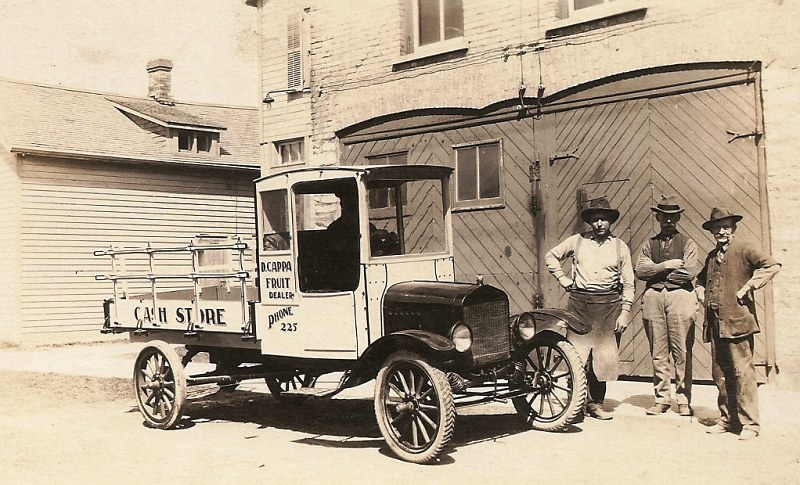 D. CAPPA
FRUIT
DEALER
PHONE
225
CASH STORE